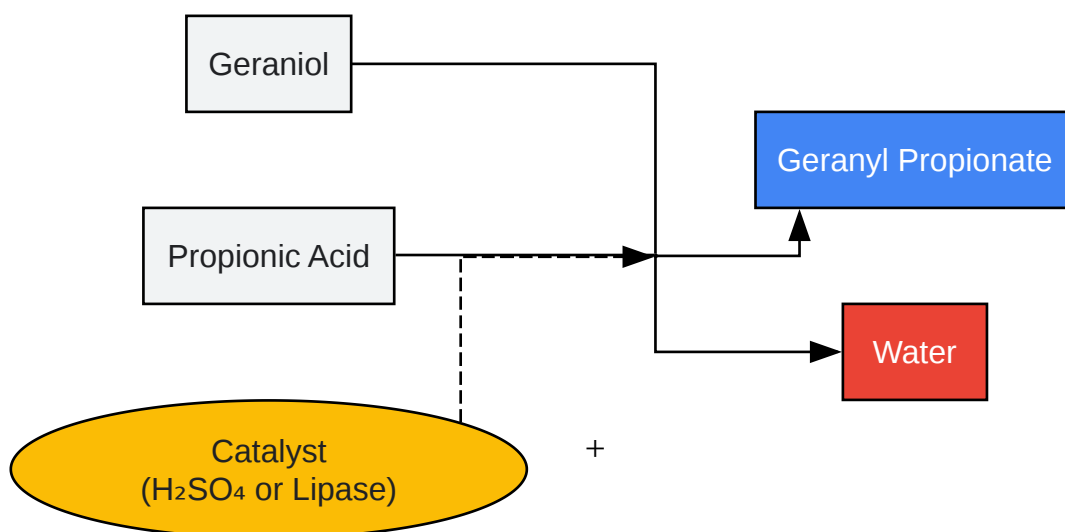 Geraniol
Geranyl Propionate
Propionic Acid
Water
Catalyst
(H₂SO₄ or Lipase)
+